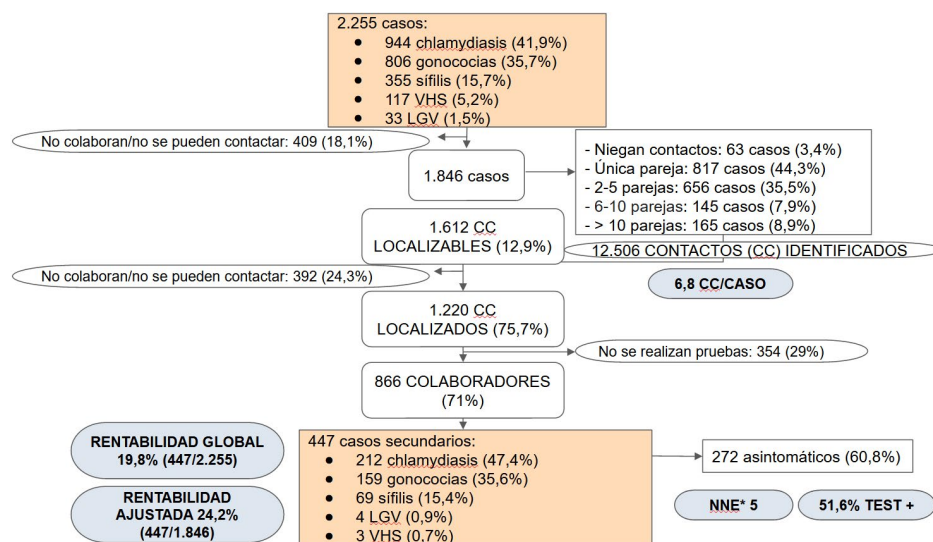 2.255 casos:
● 944 chlamydiasis (41,9%)
● 806 gonococias (35,7%)
● 355 sífilis (15,7%)
● 117 VHS (5,2%)
● 33 LGV (1,5%)
No colaboran/no se pueden contactar: 409 (18,1%)
1.846 casos
- Niegan contactos: 63 casos (3,4%)
- Única pareja: 817 casos (44,3%)
- 2-5 parejas: 656 casos (35,5%)
- 6-10 parejas: 145 casos (7,9%)
- > 10 parejas: 165 casos (8,9%)
1.612 CC
LOCALIZABLES (12,9%)
12.506 CONTACTOS (CC) IDENTIFICADOS
No colaboran/no se pueden contactar: 392 (24,3%)
6,8 CC/CASO
1.220 CC
LOCALIZADOS (75,7%)
No se realizan pruebas: 354 (29%)
866 COLABORADORES
(71%)
RENTABILIDAD GLOBAL
19,8% (447/2.255)
RENTABILIDAD
AJUSTADA 24,2%
(447/1.846)
447 casos secundarios:
● 212 chlamydiasis (47,4%)
● 159 gonococias (35,6%)
● 69 sífilis (15,4%)
● 4 LGV (0,9%)
● 3 VHS (0,7%)
272 asintomáticos (60,8%)
NNE* 5
51,6% TEST +